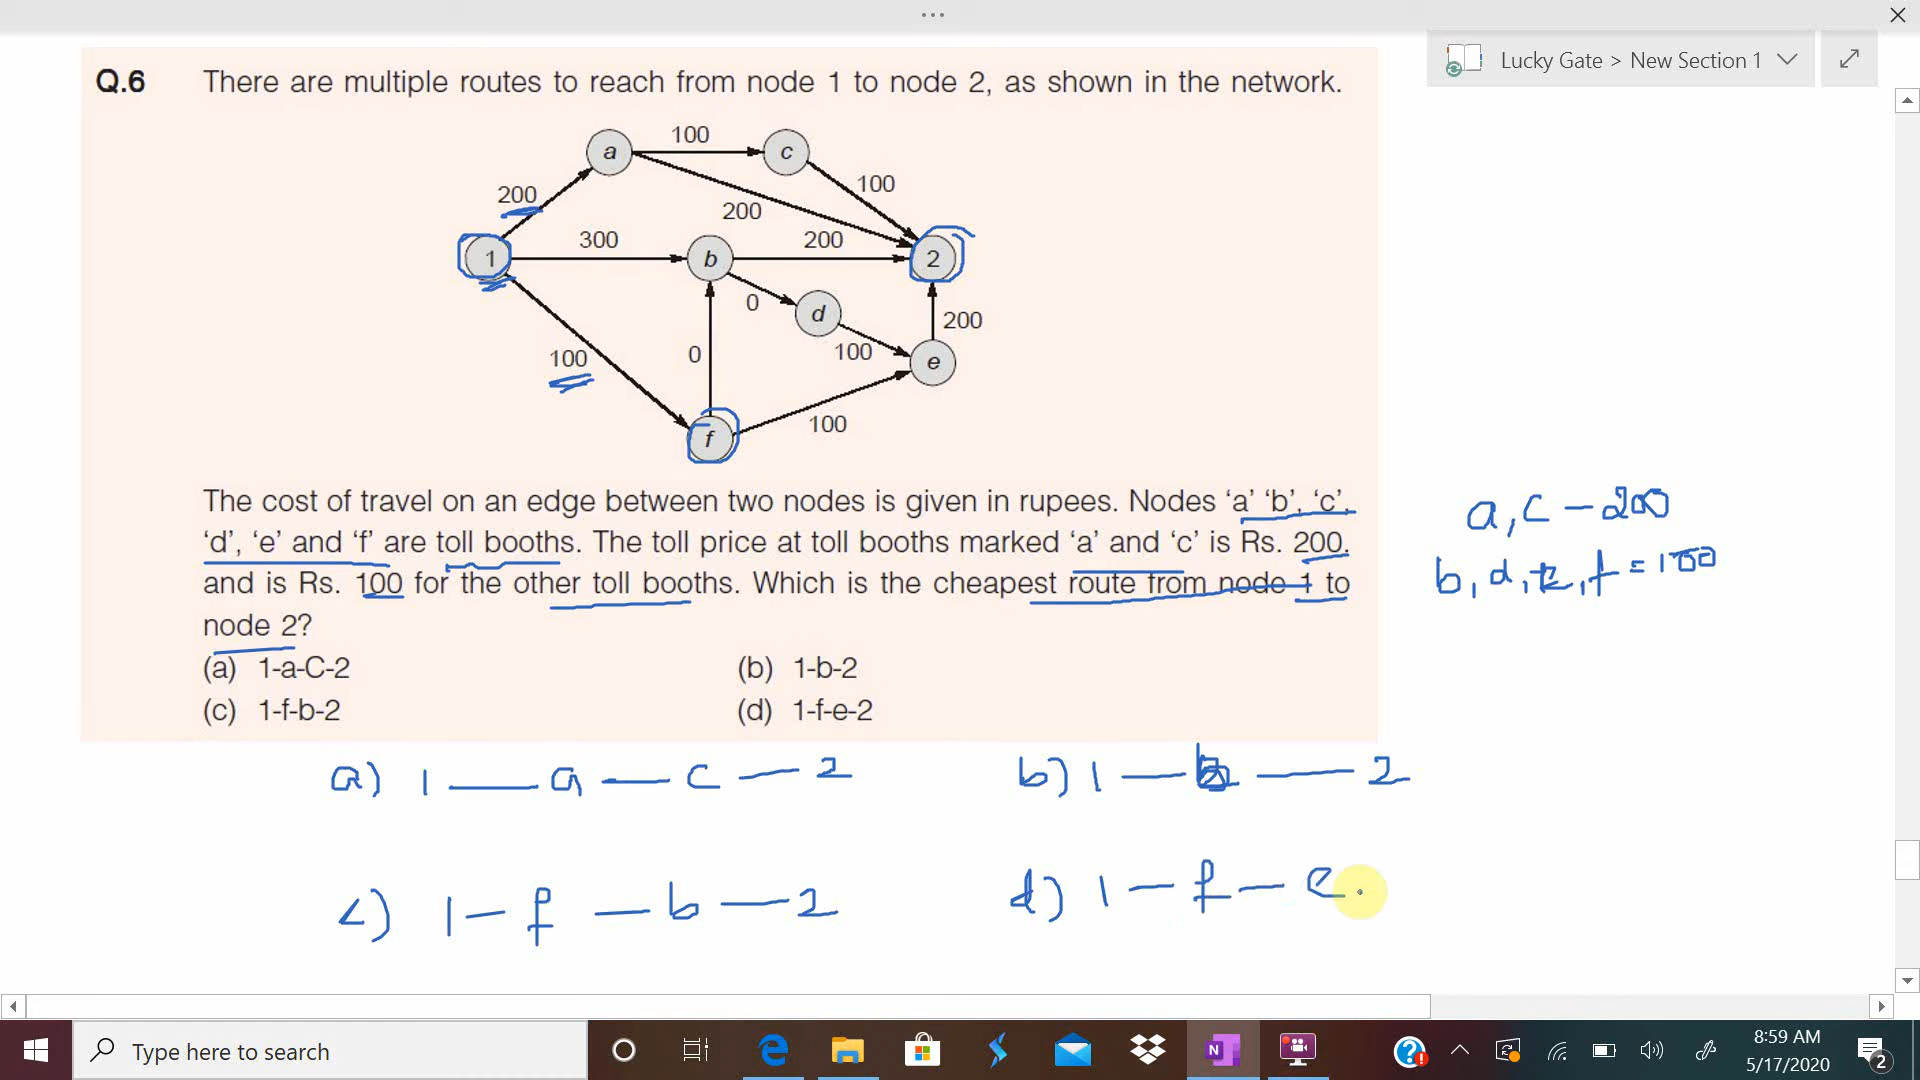 Lucky Gate > New Section 1
Q.6 There are multiple routes to reach from node 1 to node 2, as shown in the network.
a 100 c
200 100
200
1 300 b 200 2
0 d
200
0 100 e
100
100
f
The cost of travel on an edge between two nodes is given in rupees. Nodes ‘a’ ‘b’, ‘c’,
‘d’, ‘e’ and ‘f’ are toll booths. The toll price at toll booths marked ‘a’ and ‘c’ is Rs. 200.
and is Rs. 100 for the other toll booths. Which is the cheapest route from node 1 to
node 2?
(a) 1-a-C-2 (b) 1-b-2
(c) 1-f-b-2 (d) 1-f-e-2
a, c - 200
b, d, e, f = 100
a) 1 — a — c — 2 b) 1 — b — 2
c) 1 — f — b — 2 d) 1 — f — e
Type here to search
8:59 AM
5/17/2020
2